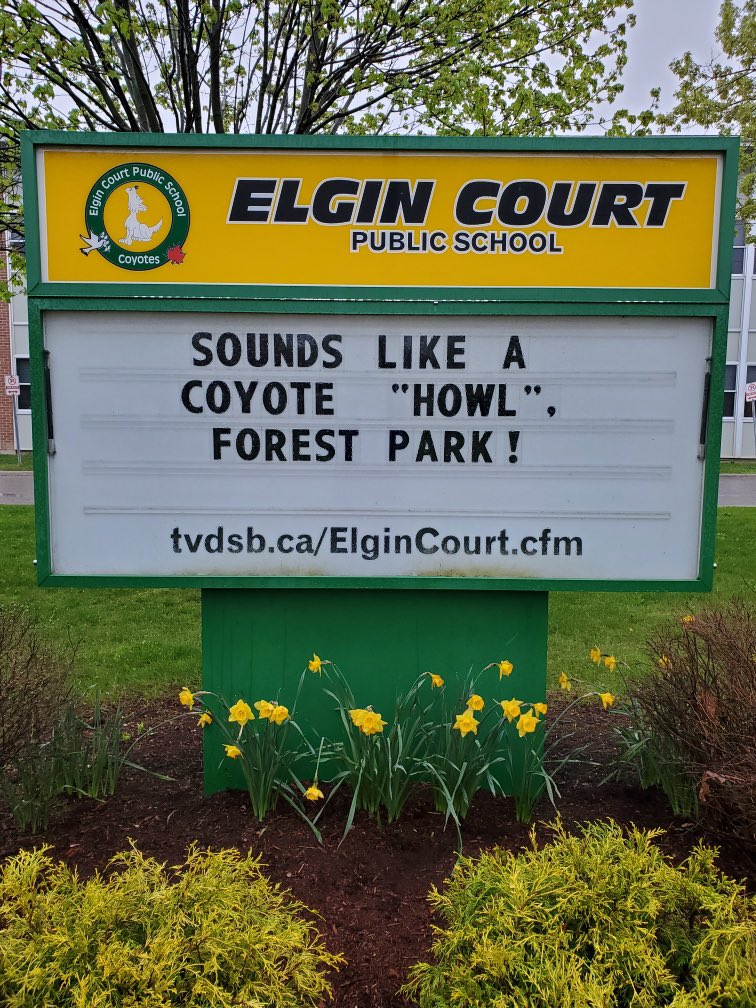 Elgin Court Public School
Coyotes
ELGIN COURT
PUBLIC SCHOOL
SOUNDS LIKE A
COYOTE "HOWL",
FOREST PARK!
tvdsb.ca/ElginCourt.cfm